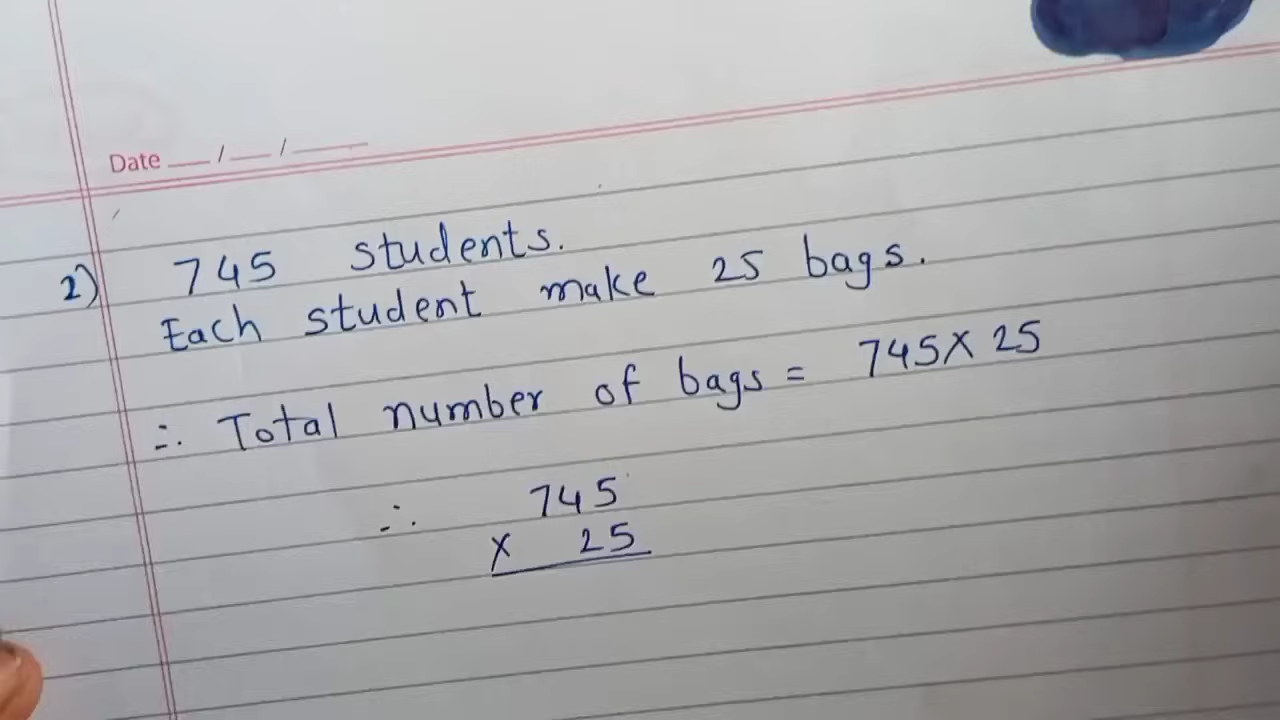 Date __ / __ / ____
2) 745 students.
Each student make 25 bags.
∴ Total number of bags = 745 X 25
∴ 745
X 25